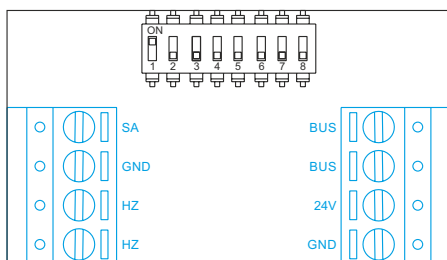 ON
1 2 3 4 5 6 7 8
SA BUS
GND BUS
HZ 24V
HZ GND